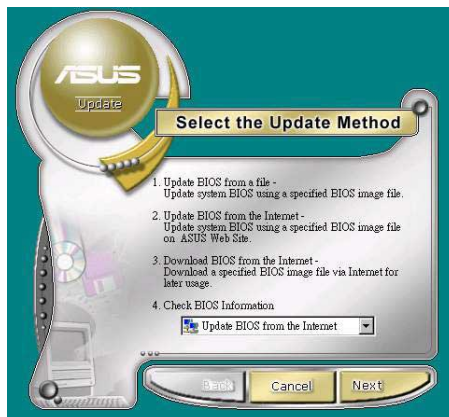 ASUS
Update
Select the Update Method
1. Update BIOS from a file -
Update system BIOS using a specified BIOS image file.
2. Update BIOS from the Internet -
Update system BIOS using a specified BIOS image file
on ASUS Web Site.
3. Download BIOS from the Internet -
Download a specified BIOS image file via Internet for
later usage.
4. Check BIOS Information
Update BIOS from the Internet
Back Cancel Next